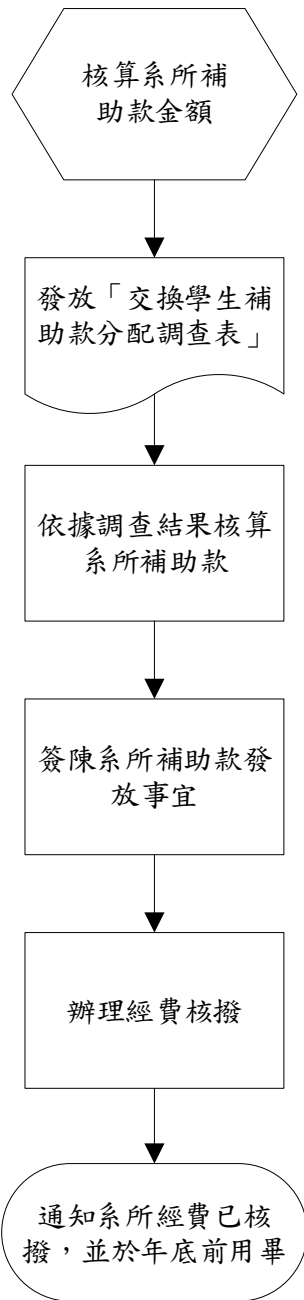 核算系所補
助款金額
發放「交換學生補
助款分配調查表」
依據調查結果核算
系所補助款
簽陳系所補助款發
放事宜
辦理經費核撥
通知系所經費已核
撥，並於年底前用畢